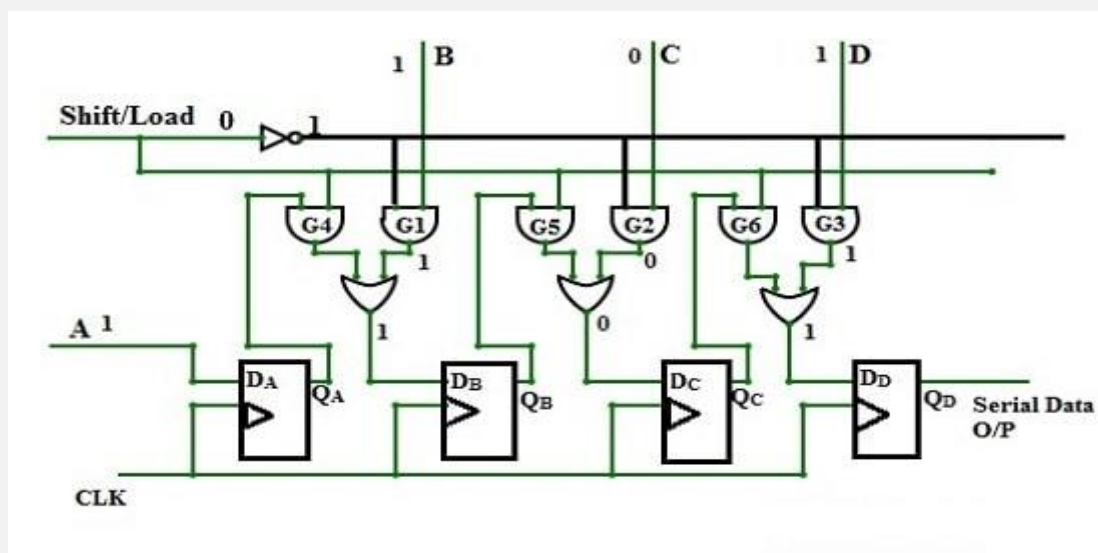 1 B
0 C
1 D
Shift/Load 0 1
G4 G1 G5 G2 G6 G3
1 0 1
1 0 1
A 1
DA QA DB QB DC QC DD QD Serial Data
O/P
CLK